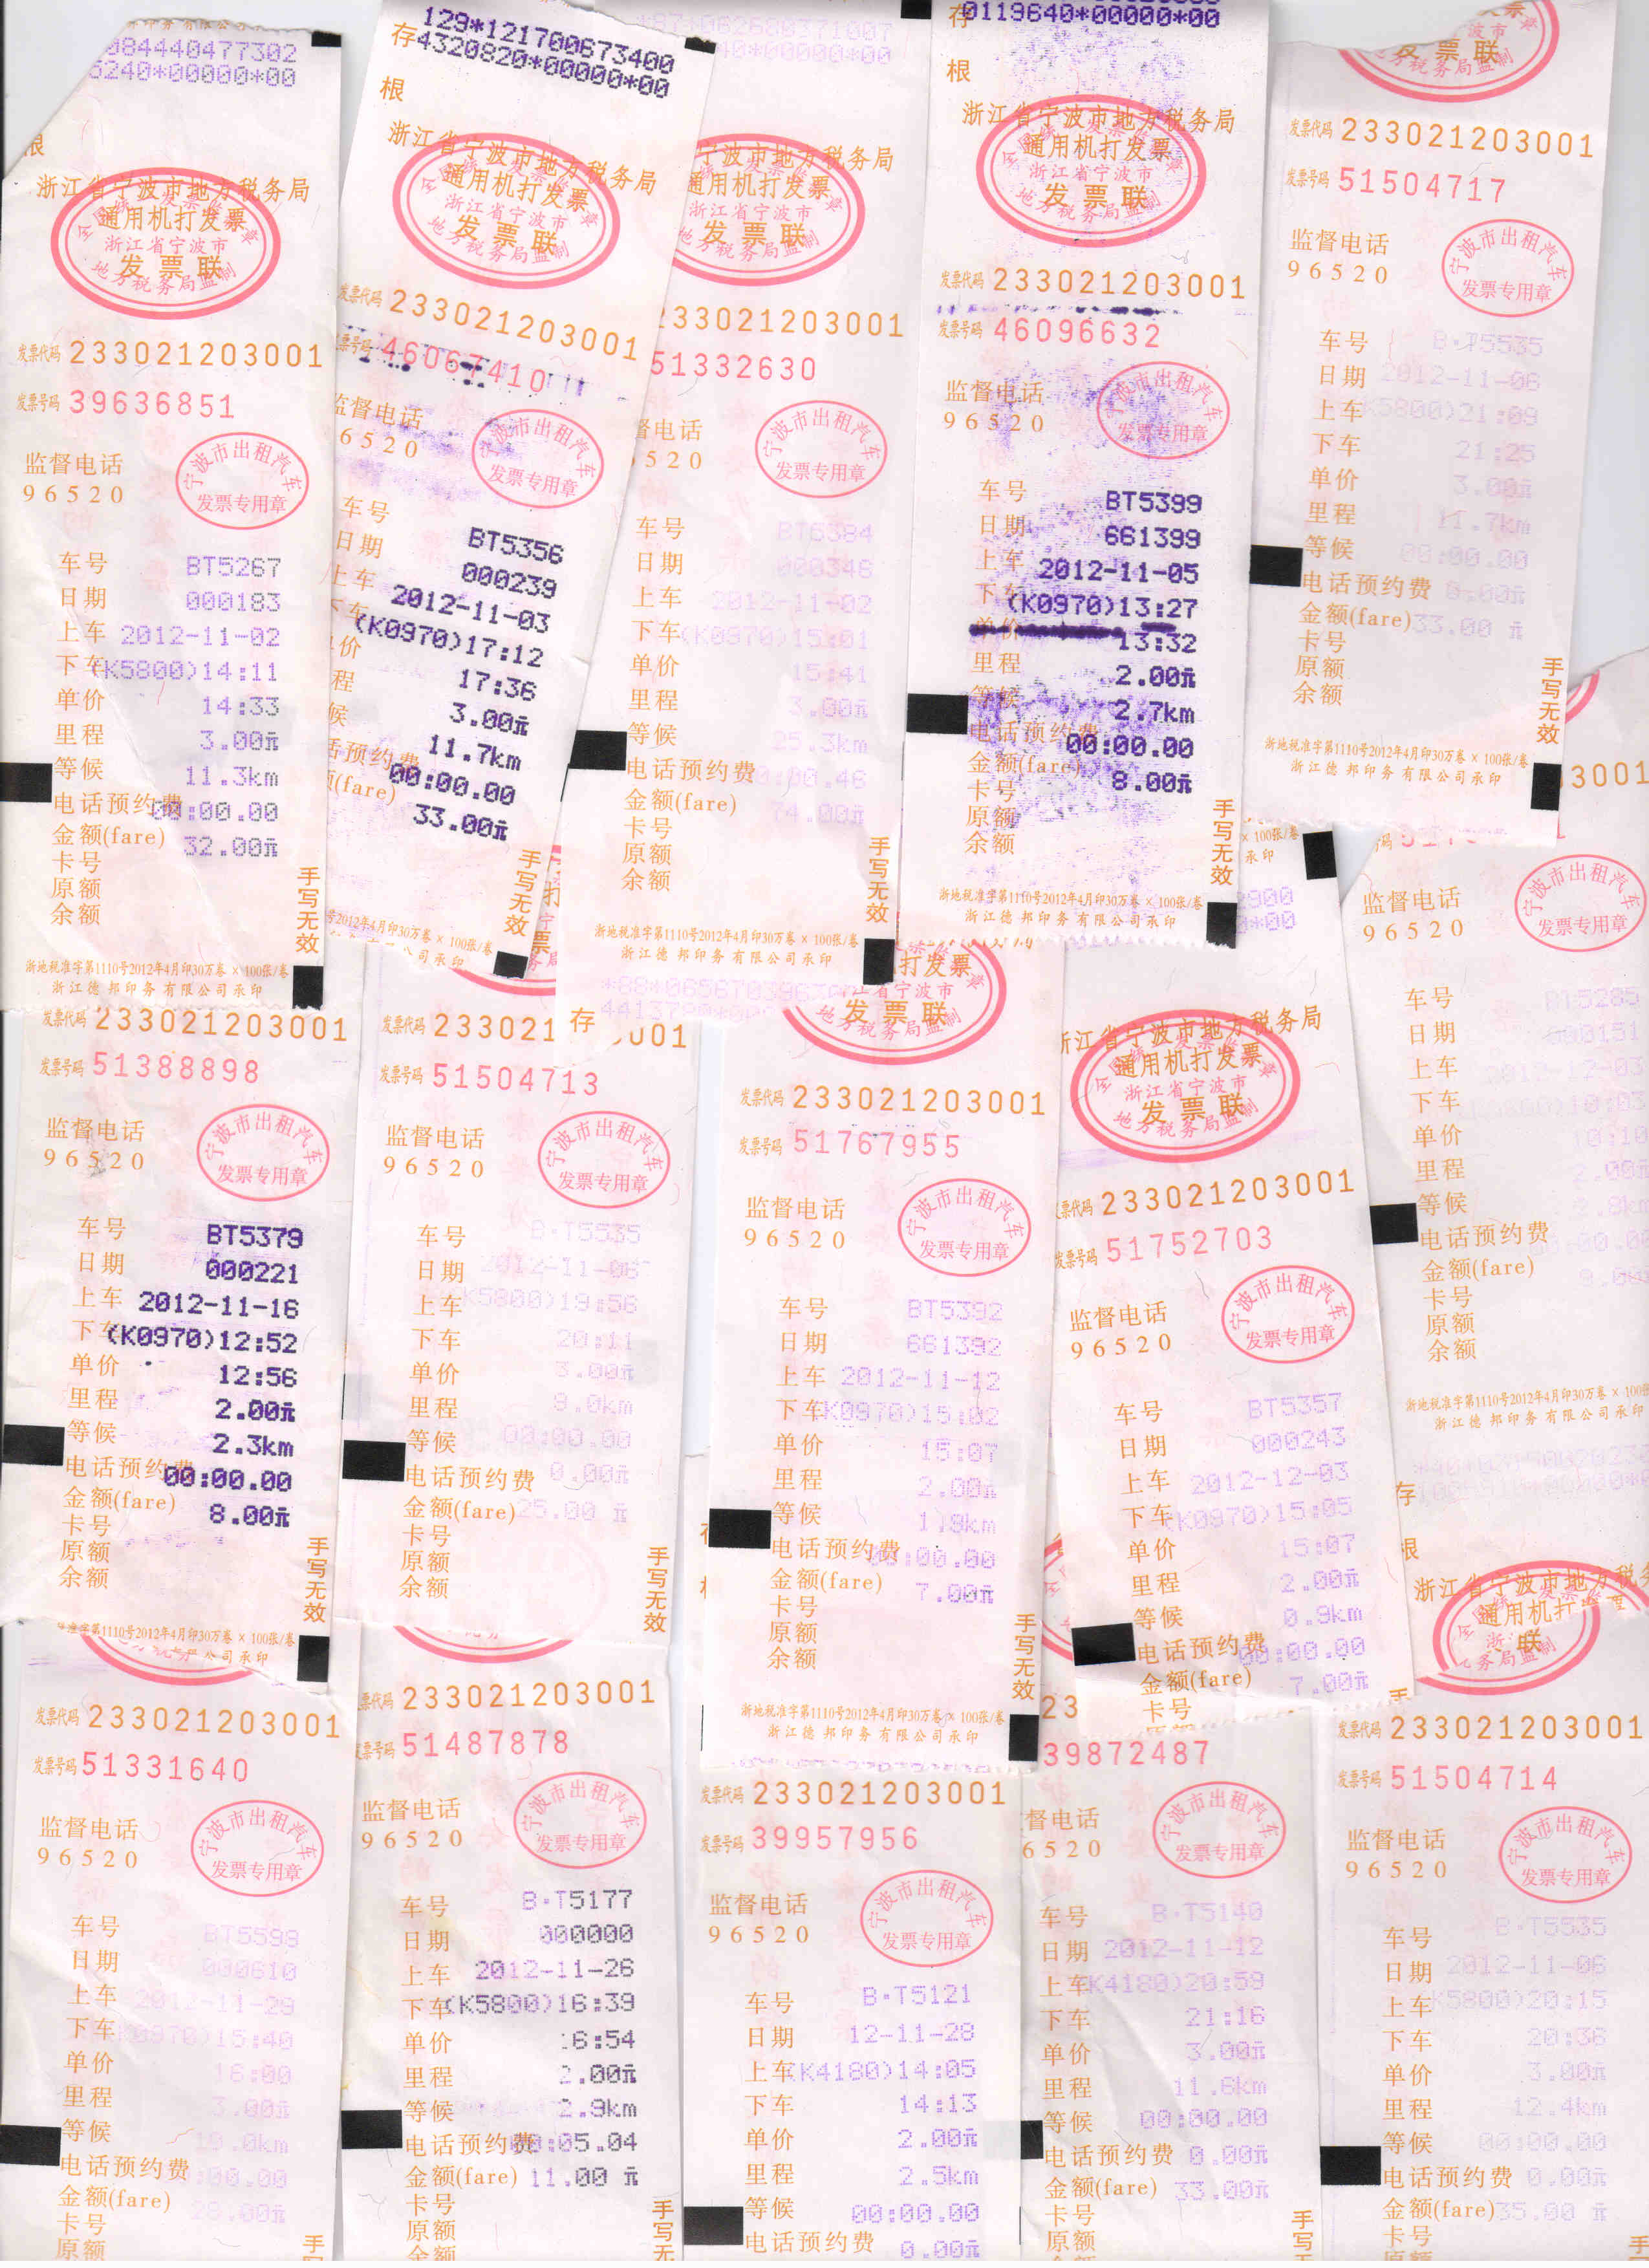 084440477302
5240*00000*00
根
浙江省宁波市地方税务局
通用机打发票
浙江省宁波市
发票联
地方税务局监制
发票代码 233021203001
发票号码 39636851
监督电话
96520
宁波市出租汽车
发票专用章
车号 BT5267
日期 000183
上车 2012-11-02
下车 (K5800)14:11
单价 14:33
里程 3.00元
等候 11.3km
电话预约费 00:00.00
金额(fare) 32.00元
卡号
原额
余额
手写无效
浙地税准字第1110号2012年4月印30万卷×100张/卷
浙江德邦印务有限公司承印
129*121700673400
存 4320820*00000*00
根
浙江省宁波市地方税务局
通用机打发票
浙江省宁波市
发票联
地方税务局监制
发票代码 233021203001
票号码 46067410
监督电话
96520
宁波市出租汽车
发票专用章
车号 BT5356
日期 000239
上车 2012-11-03
下车 (K0970)17:12
单价 17:36
程 3.00元
候 11.7km
话预约费 00:00.00
(fare) 33.00元
手写无效
号2012年4月印30万卷×100张/卷
公司承印
宁波市地方税务局
通用机打发票
浙江省宁波市
发票联
地方税务局监制
233021203001
51332630
督电话
6520
宁波市出租汽车
发票专用章
车号 BT6384
日期 000346
上车 2012-11-02
下车 (K0970)15:01
单价 15:41
里程 3.00元
等候 25.3km
电话预约费 0:00.46
金额(fare) 74.00元
卡号
原额
余额
手写无效
浙地税准字第1110号2012年4月印30万卷×100张/卷
浙江德邦印务有限公司承印
存 0119640*00000*00
根
浙江省宁波市地方税务局
通用机打发票
浙江省宁波市
发票联
地方税务局监制
发票代码 233021203001
发票号码 46096632
监督电话
96520
宁波市出租汽车
发票专用章
车号 BT5399
日期 661399
上车 2012-11-05
下车 (K0970)13:27
单价 13:32
里程 2.00元
等候 2.7km
电话预约费 00:00.00
金额(fare) 8.00元
卡号
原额
余额
手写无效
浙地税准字第1110号2012年4月印30万卷×100张/卷
浙江德邦印务有限公司承印
发票联
地方税务局监制
发票代码 233021203001
发票号码 51504717
监督电话
96520
宁波市出租汽车
发票专用章
车号 B·T5535
日期 2012-11-06
上车 (K5800)21:09
下车 21:25
单价 3.00元
里程 11.7km
等候 00:00.00
电话预约费 0.00元
金额(fare) 33.00 元
卡号
原额
余额
手写无效
浙地税准字第1110号2012年4月印30万卷×100张/卷
浙江德邦印务有限公司承印
发票代码 233021203001
发票号码 51388898
监督电话
96520
宁波市出租汽车
发票专用章
车号 BT5379
日期 000221
上车 2012-11-16
下车 (K0970)12:52
单价 12:56
里程 2.00元
等候 2.3km
电话预约费 00:00.00
金额(fare) 8.00元
卡号
原额
余额
手写无效
准字第1110号2012年4月印30万卷×100张/卷
公司承印
发票代码 233021 001
发票号码 51504713
监督电话
96520
宁波市出租汽车
发票专用章
车号 B·T5535
日期 2012-11-06
上车 (K5800)19:56
下车 20:11
单价 3.00元
里程 9.0km
等候 00:00.00
电话预约费 0.00元
金额(fare) 25.00 元
卡号
原额
余额
手写无效
存
打发票
江省宁波市
发票联
地方税务局监制
发票代码 233021203001
发票号码 51767955
监督电话
96520
宁波市出租汽车
发票专用章
车号 BT5392
日期 661392
上车 2012-11-12
下车 (K0970)15:02
单价 15:07
里程 2.00元
等候 1.9km
电话预约费 00:00.00
金额(fare) 7.00元
卡号
原额
余额
手写无效
浙地税准字第1110号2012年4月印30万卷×100张/卷
浙江德邦印务有限公司承印
×100张/卷
承印
江省宁波市地方税务局
通用机打发票
浙江省宁波市
发票联
地方税务局监制
发票代码 233021203001
发票号码 51752703
监督电话
96520
宁波市出租汽车
发票专用章
车号 BT5357
日期 000243
上车 2012-12-03
下车 (K0970)15:05
单价 15:07
里程 2.00元
等候 0.9km
电话预约费 00:00.00
金额(fare) 7.00元
卡号
3001
监督电话
96520
宁波市出租汽车
发票专用章
车号
日期 000151
上车 2012-12-03
下车
单价 10:10
里程 2.00元
等候 2.8km
电话预约费 00:00.00
金额(fare)
卡号
原额
余额
浙地税准字第1110号2012年4月印30万卷×100
浙江德邦印务有限公司承印
存
根
浙江省宁波市地方税务
通用机打
联
发票代码 233021203001
发票号码 51331640
监督电话
96520
宁波市出租汽车
发票专用章
车号 BT5599
日期 000610
上车 2012-11-29
下车 (K0970)15:40
单价 16:00
里程 3.00元
等候 10.0km
电话预约费 00:00.00
金额(fare) 28.00元
卡号
原额
手写
票代码 233021203001
发票号码 51487878
监督电话
96520
宁波市出租汽车
发票专用章
车号 B·T5177
日期 000000
上车 2012-11-26
下车 (K5800)16:39
单价 16:54
里程 2.00元
等候 2.9km
电话预约费 00:05.04
金额(fare) 11.00 元
卡号
原额
余额
手写无
发票代码 233021203001
发票号码 39957956
监督电话
96520
宁波市出租汽车
发票专用章
车号 B·T5121
日期 12-11-28
上车 (K4180)14:05
下车 14:13
单价 2.00元
里程 2.5km
等候 00:00.00
电话预约费 0.00元
23
39872487
督电话
6520
宁波市出租汽车
发票专用章
车号 B·T5140
日期 2012-11-12
上车 (K4180)20:59
下车 21:16
单价 3.00元
里程 11.6km
等候 00:00.00
电话预约费 0.00元
金额(fare) 33.00元
卡号
原额
手写
发票代码 233021203001
发票号码 51504714
监督电话
96520
宁波市出租汽车
发票专用章
车号 B·T5535
日期 2012-11-06
上车 (K5800)20:15
下车 20:36
单价 3.00元
里程 12.4km
等候 00:00.00
电话预约费 0.00元
金额(fare) 35.00 元
卡号
原额
手